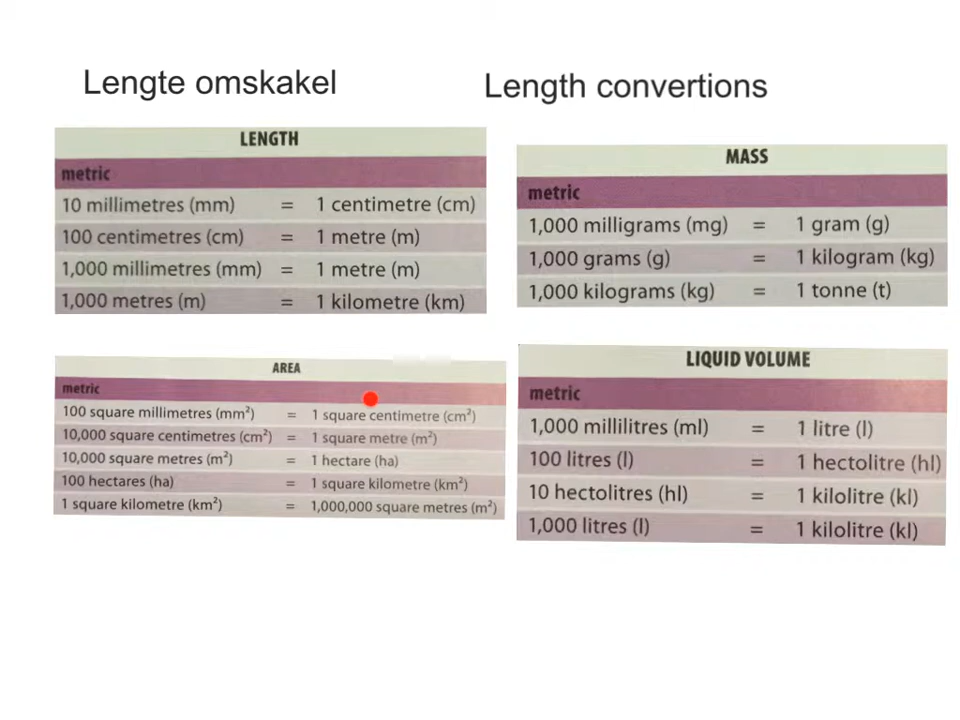 Lengte omskakel
Length convertions
LENGTH
metric
10 millimetres (mm) = 1 centimetre (cm)
100 centimetres (cm) = 1 metre (m)
1,000 millimetres (mm) = 1 metre (m)
1,000 metres (m) = 1 kilometre (km)
MASS
metric
1,000 milligrams (mg) = 1 gram (g)
1,000 grams (g) = 1 kilogram (kg)
1,000 kilograms (kg) = 1 tonne (t)
AREA
metric
100 square millimetres (mm²) = 1 square centimetre (cm²)
10,000 square centimetres (cm²) = 1 square metre (m²)
10,000 square metres (m²) = 1 hectare (ha)
100 hectares (ha) = 1 square kilometre (km²)
1 square kilometre (km²) = 1,000,000 square metres (m²)
LIQUID VOLUME
metric
1,000 millilitres (ml) = 1 litre (l)
100 litres (l) = 1 hectolitre (hl)
10 hectolitres (hl) = 1 kilolitre (kl)
1,000 litres (l) = 1 kilolitre (kl)